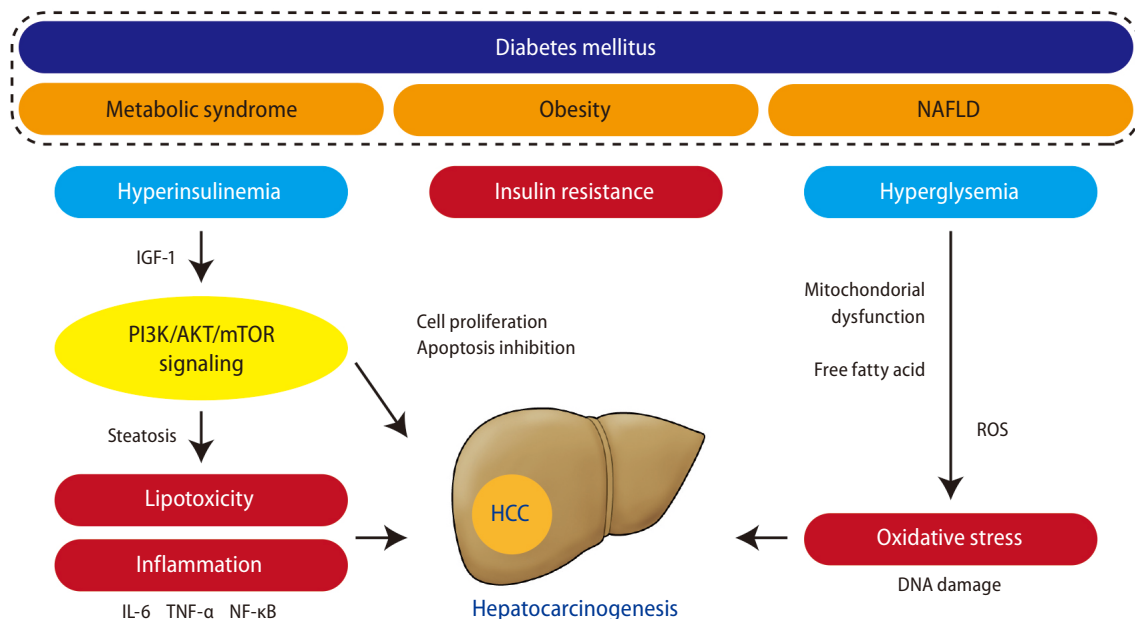 Diabetes mellitus
Metabolic syndrome
Obesity
NAFLD
Hyperinsulinemia
Insulin resistance
Hyperglysemia
IGF-1
PI3K/AKT/mTOR
signaling
Cell proliferation
Apoptosis inhibition
Mitochondorial
dysfunction
Free fatty acid
Steatosis
ROS
Lipotoxicity
HCC
Inflammation
Oxidative stress
IL-6 TNF-α NF-κB
Hepatocarcinogenesis
DNA damage